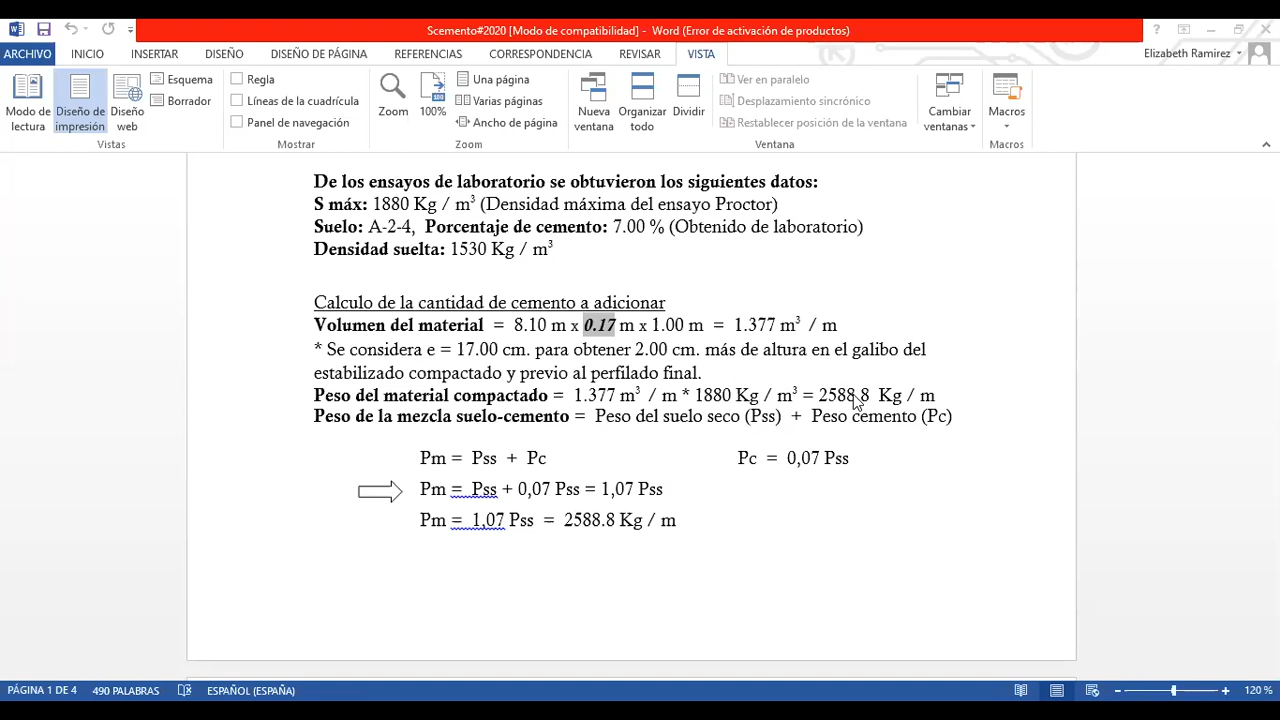 Scemento#2020 [Modo de compatibilidad] - Word (Error de activación de productos)
ARCHIVO INICIO INSERTAR DISEÑO DISEÑO DE PÁGINA REFERENCIAS CORRESPONDENCIA REVISAR VISTA Elizabeth Ramirez
Modo de lectura
Diseño de impresión
Diseño web
Esquema
Borrador
Vistas
Regla
Líneas de la cuadrícula
Panel de navegación
Mostrar
Zoom
100%
Una página
Varias páginas
Ancho de página
Zoom
Nueva ventana
Organizar todo
Dividir
Ver en paralelo
Desplazamiento sincrónico
Restablecer posición de la ventana
Cambiar ventanas
Ventana
Macros
Macros
De los ensayos de laboratorio se obtuvieron los siguientes datos:
S máx: 1880 Kg / m³ (Densidad máxima del ensayo Proctor)
Suelo: A-2-4, Porcentaje de cemento: 7.00 % (Obtenido de laboratorio)
Densidad suelta: 1530 Kg / m³
Calculo de la cantidad de cemento a adicionar
Volumen del material = 8.10 m x 0.17 m x 1.00 m = 1.377 m³ / m
* Se considera e = 17.00 cm. para obtener 2.00 cm. más de altura en el galibo del
estabilizado compactado y previo al perfilado final.
Peso del material compactado = 1.377 m³ / m * 1880 Kg / m³ = 2588.8 Kg / m
Peso de la mezcla suelo-cemento = Peso del suelo seco (Pss) + Peso cemento (Pc)
Pm = Pss + Pc Pc = 0,07 Pss
Pm = Pss + 0,07 Pss = 1,07 Pss
Pm = 1,07 Pss = 2588.8 Kg / m
PÁGINA 1 DE 4 490 PALABRAS ESPAÑOL (ESPAÑA) 120 %